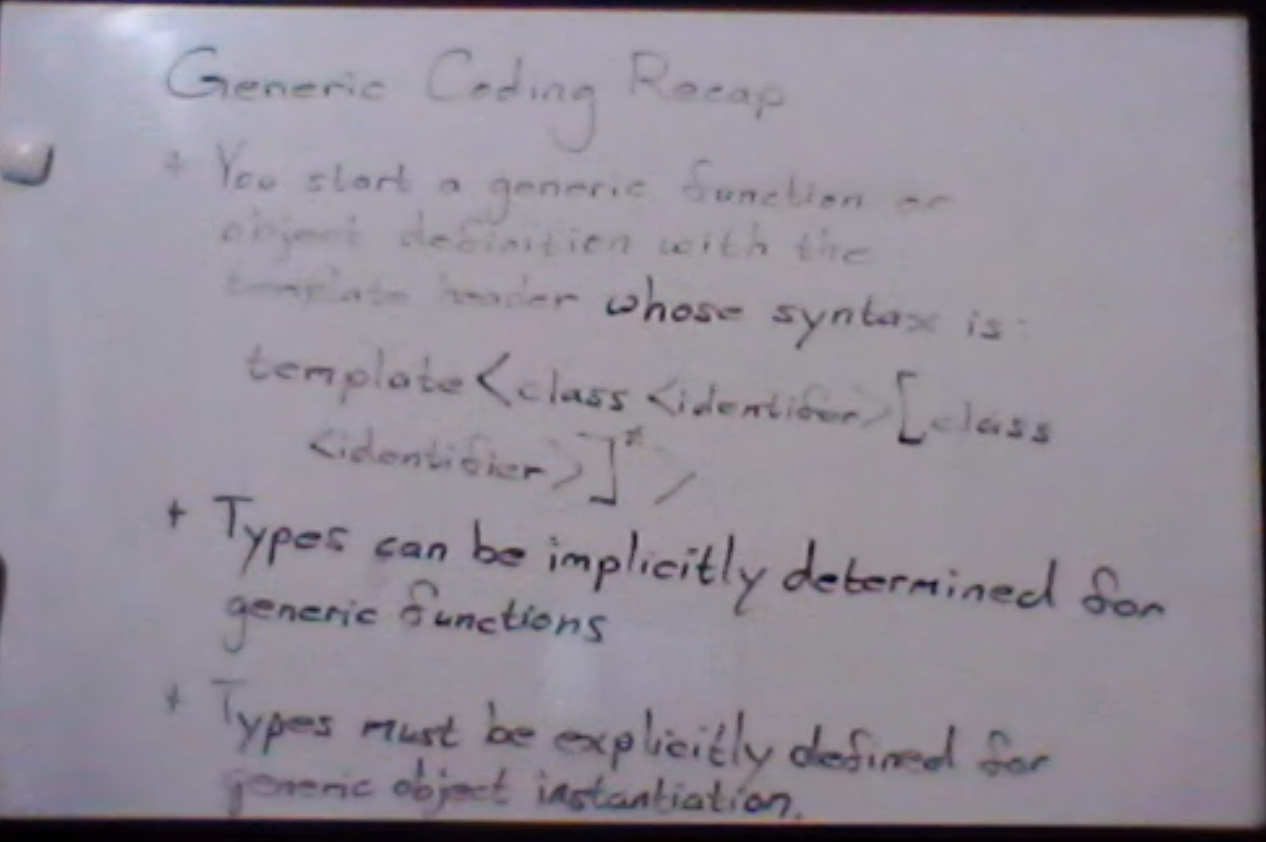 Generic Coding Recap
+ You start a generic function or
object definition with the
template header whose syntax is:
template<class <identifer>[class
<identifier>]*>
+ Types can be implicitly determined for
generic functions
+ Types must be explicitly defined for
generic object instantiation.